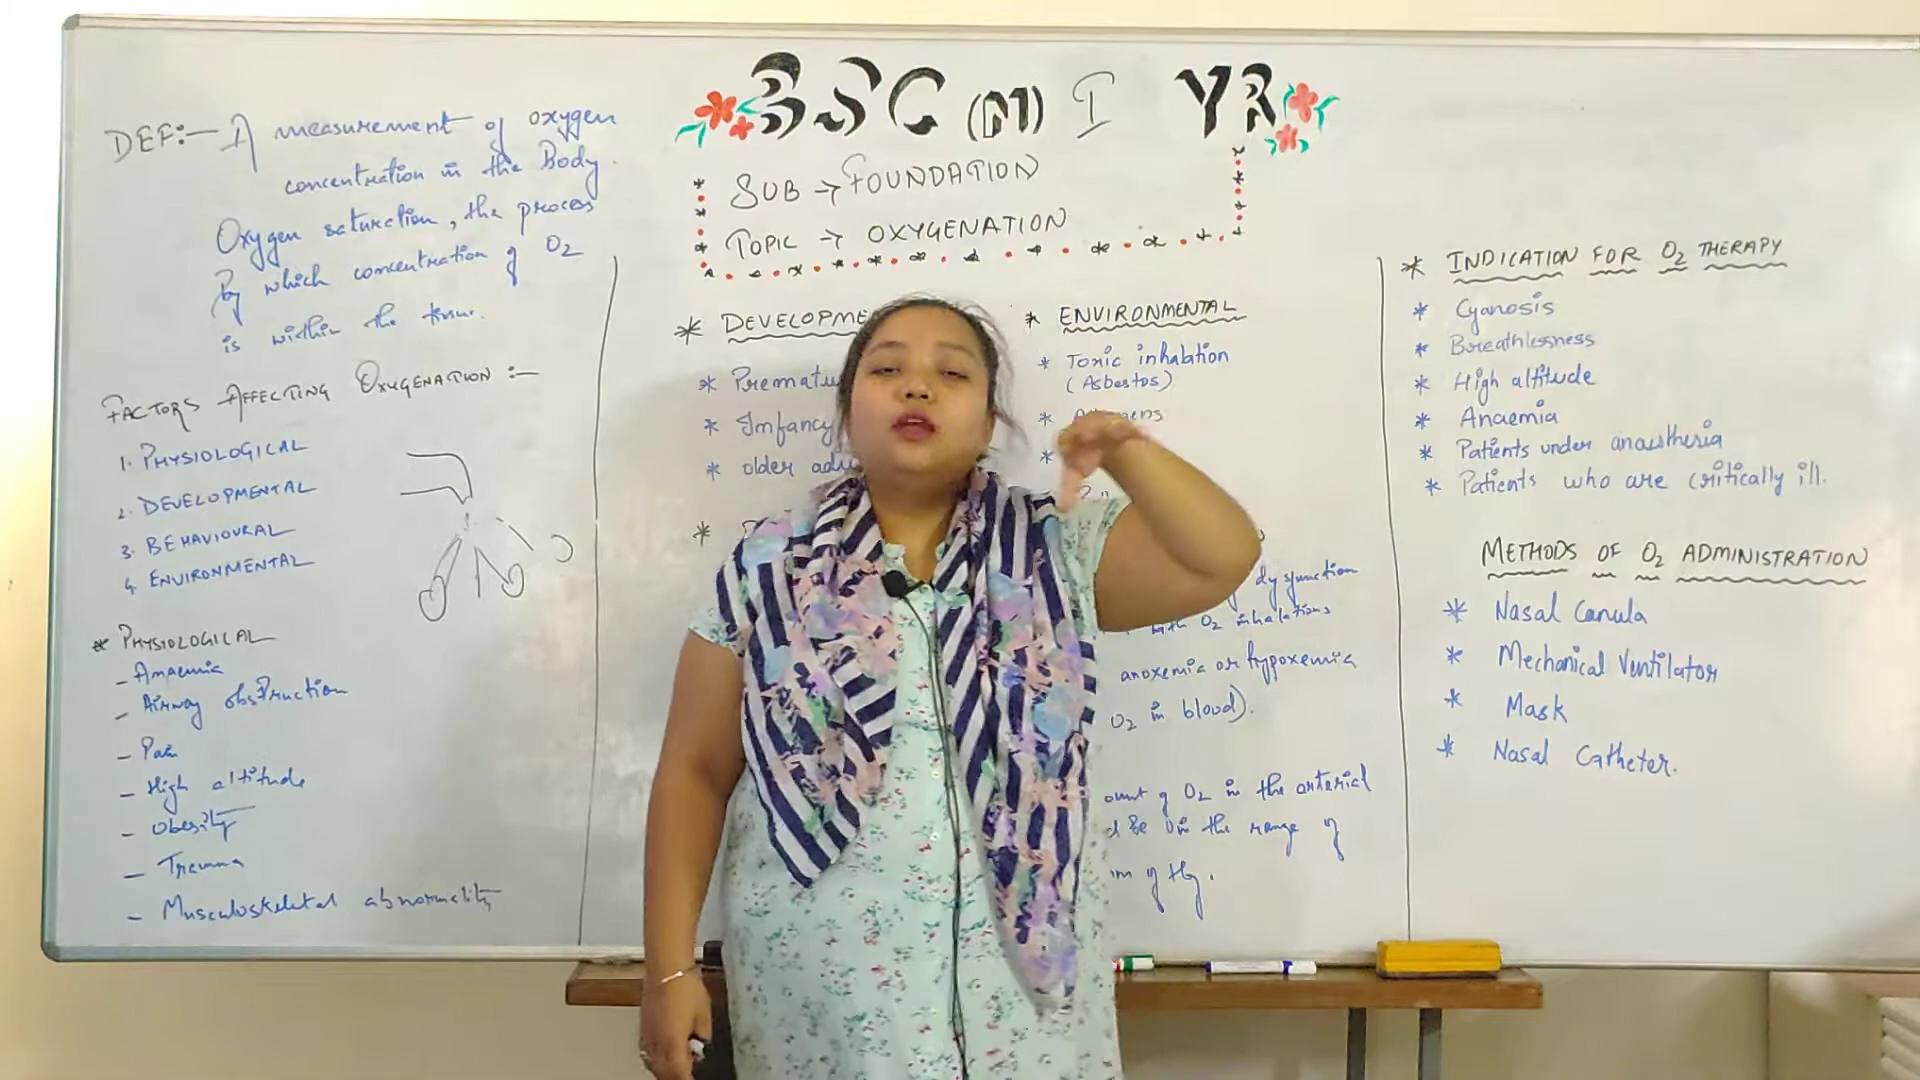 BSC (N) I YR
SUB → FOUNDATION
TOPIC → OXYGENATION
DEF:- A measurement of oxygen
concentration in the Body.
Oxygen saturation, the process
By which concentration of O2
is within the tissue.
FACTORS AFFECTING OXYGENATION :-
1. PHYSIOLOGICAL
2. DEVELOPMENTAL
3. BEHAVIOURAL
4. ENVIRONMENTAL
* PHYSIOLOGICAL
- Anaemia
- Airway obstruction
- Pain
- High altitude
- Obesity
- Trauma
- Musculoskeletal abnormality
* DEVELOPME
* Prematu
* Infancy
* older adu
*
* ENVIRONMENTAL
* Toxic inhalation
(Asbestos)
*
*
dysfunction
with O2 inhalations
anoxemia or hypoxemia
O2 in blood).
ount of O2 in the arterial
d be in the range of
mm of Hg.
* INDICATION FOR O2 THERAPY
* Cyanosis
* Breathlessness
* High altitude
* Anaemia
* Patients under anaesthesia
* Patients who are critically ill.
METHODS OF O2 ADMINISTRATION
* Nasal Canula
* Mechanical Ventilator
* Mask
* Nasal Catheter.